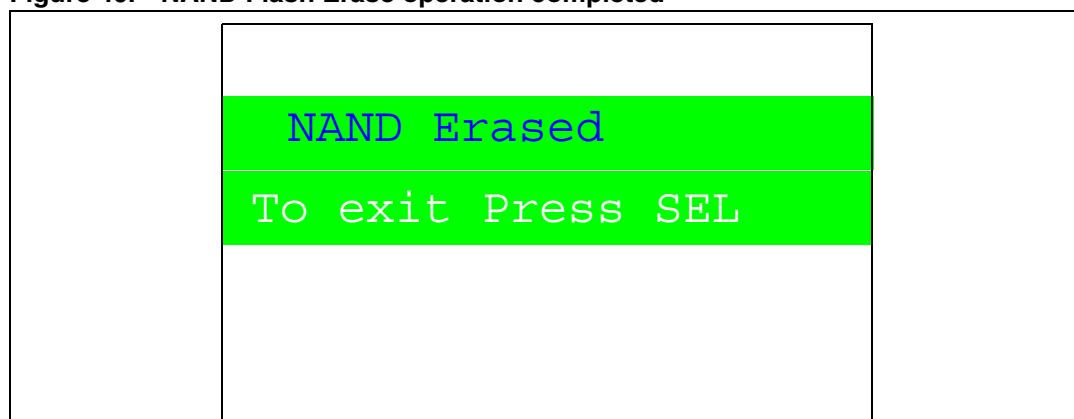 Figure NAND Flash Erase operation completed
NAND Erased
To exit Press SEL